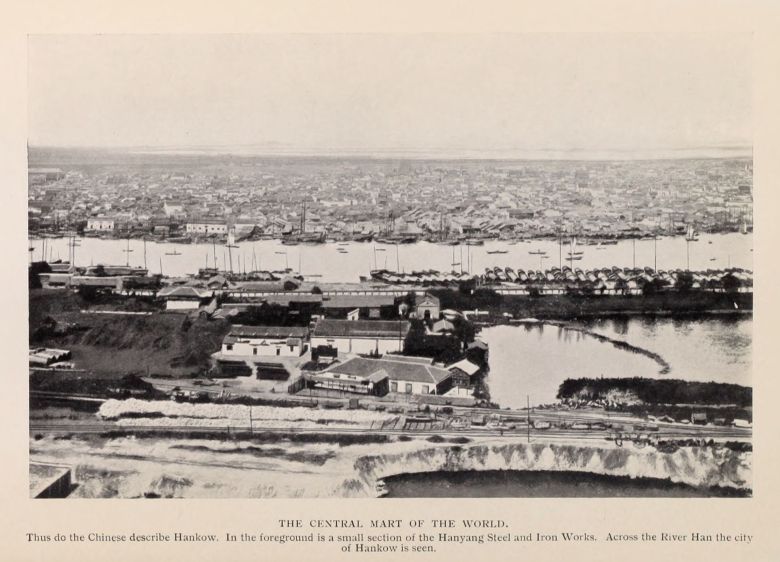 THE CENTRAL MART OF THE WORLD.
Thus do the Chinese describe Hankow. In the foreground is a small section of the Hanyang Steel and Iron Works. Across the River Han the city
of Hankow is seen.